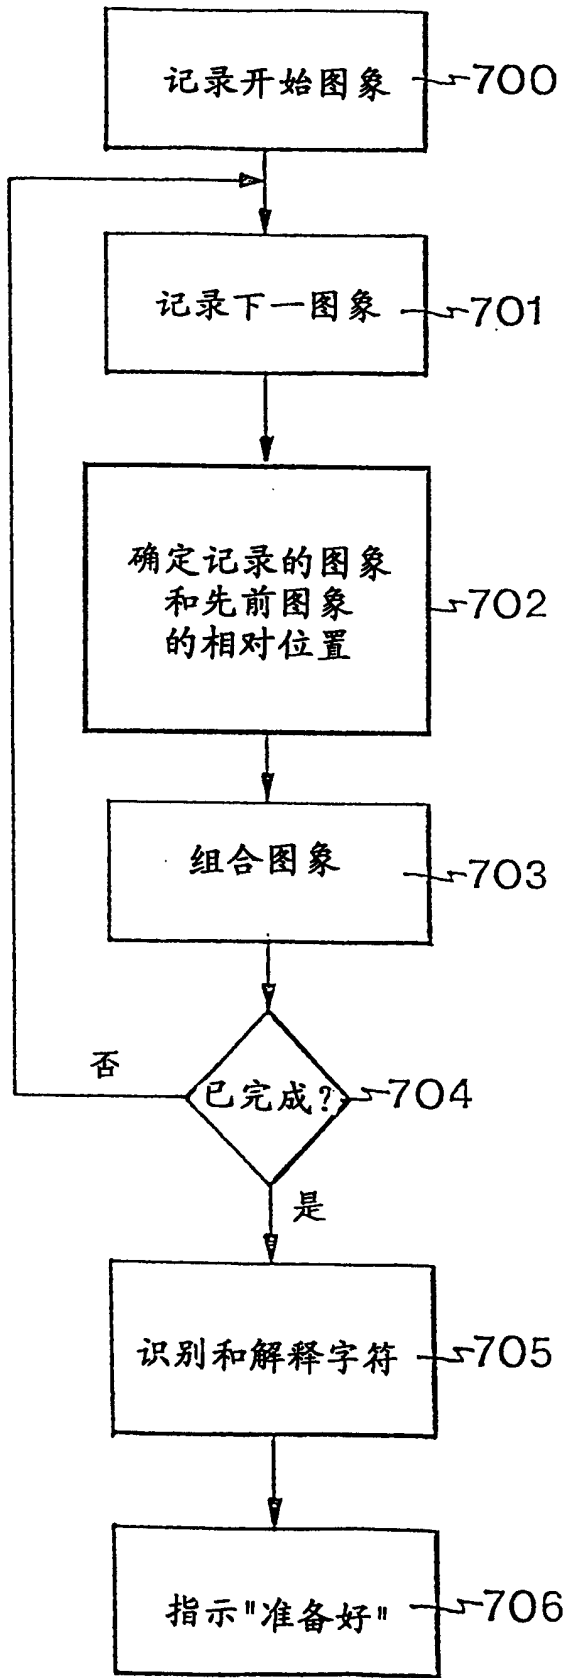 记录开始图象 700
记录下一图象 701
确定记录的图象
和先前图象 702
的相对位置
组合图象 703
否
已完成? 704
是
识别和解释字符 705
指示"准备好" 706